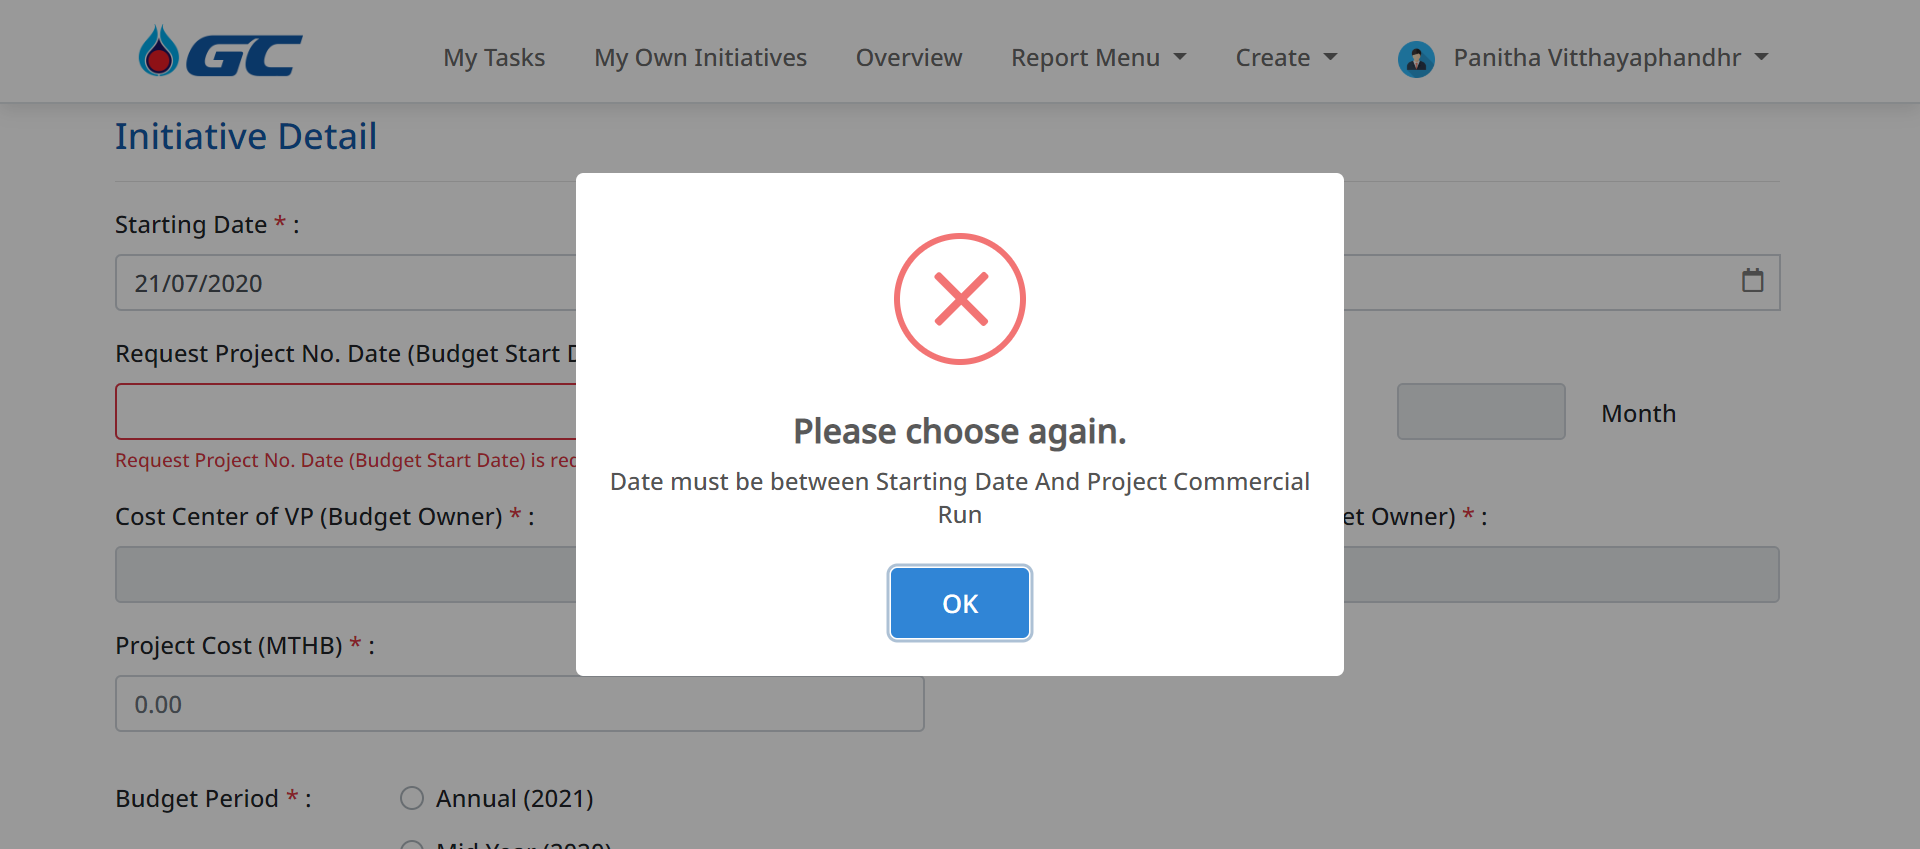 GC
My Tasks
My Own Initiatives
Overview
Report Menu
Create
Panitha Vitthayaphandhr
Initiative Detail
Starting Date * :
21/07/2020
Request Project No. Date (Budget Start
Request Project No. Date (Budget Start Date) is
Month
Please choose again.
Date must be between Starting Date And Project Commercial
Run
OK
Cost Center of VP (Budget Owner) * :
Owner) * :
Project Cost (MTHB) * :
0.00
Budget Period * :
Annual (2021)
Mid Year (2020)